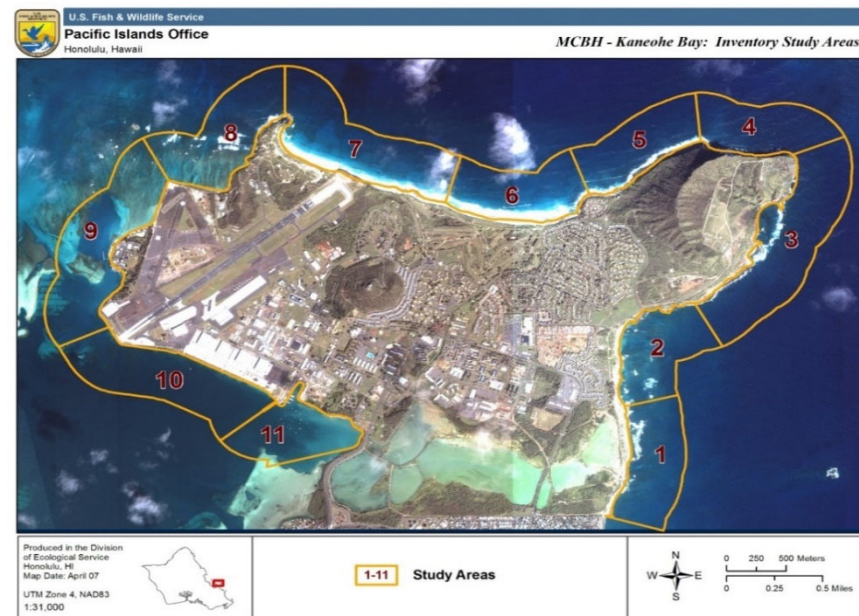 U.S. Fish & Wildlife Service
Pacific Islands Office
Honolulu, Hawaii
MCBH - Kaneohe Bay: Inventory Study Areas
8
7
5
4
6
9
3
2
10
11
1
Produced in the Division
of Ecological Service
Honolulu, HI
Map Date: April 07
UTM Zone 4, NAD83
1:31,000
1-11 Study Areas
N
W E
S
0 250 500 Meters
0 0.25 0.5 Miles